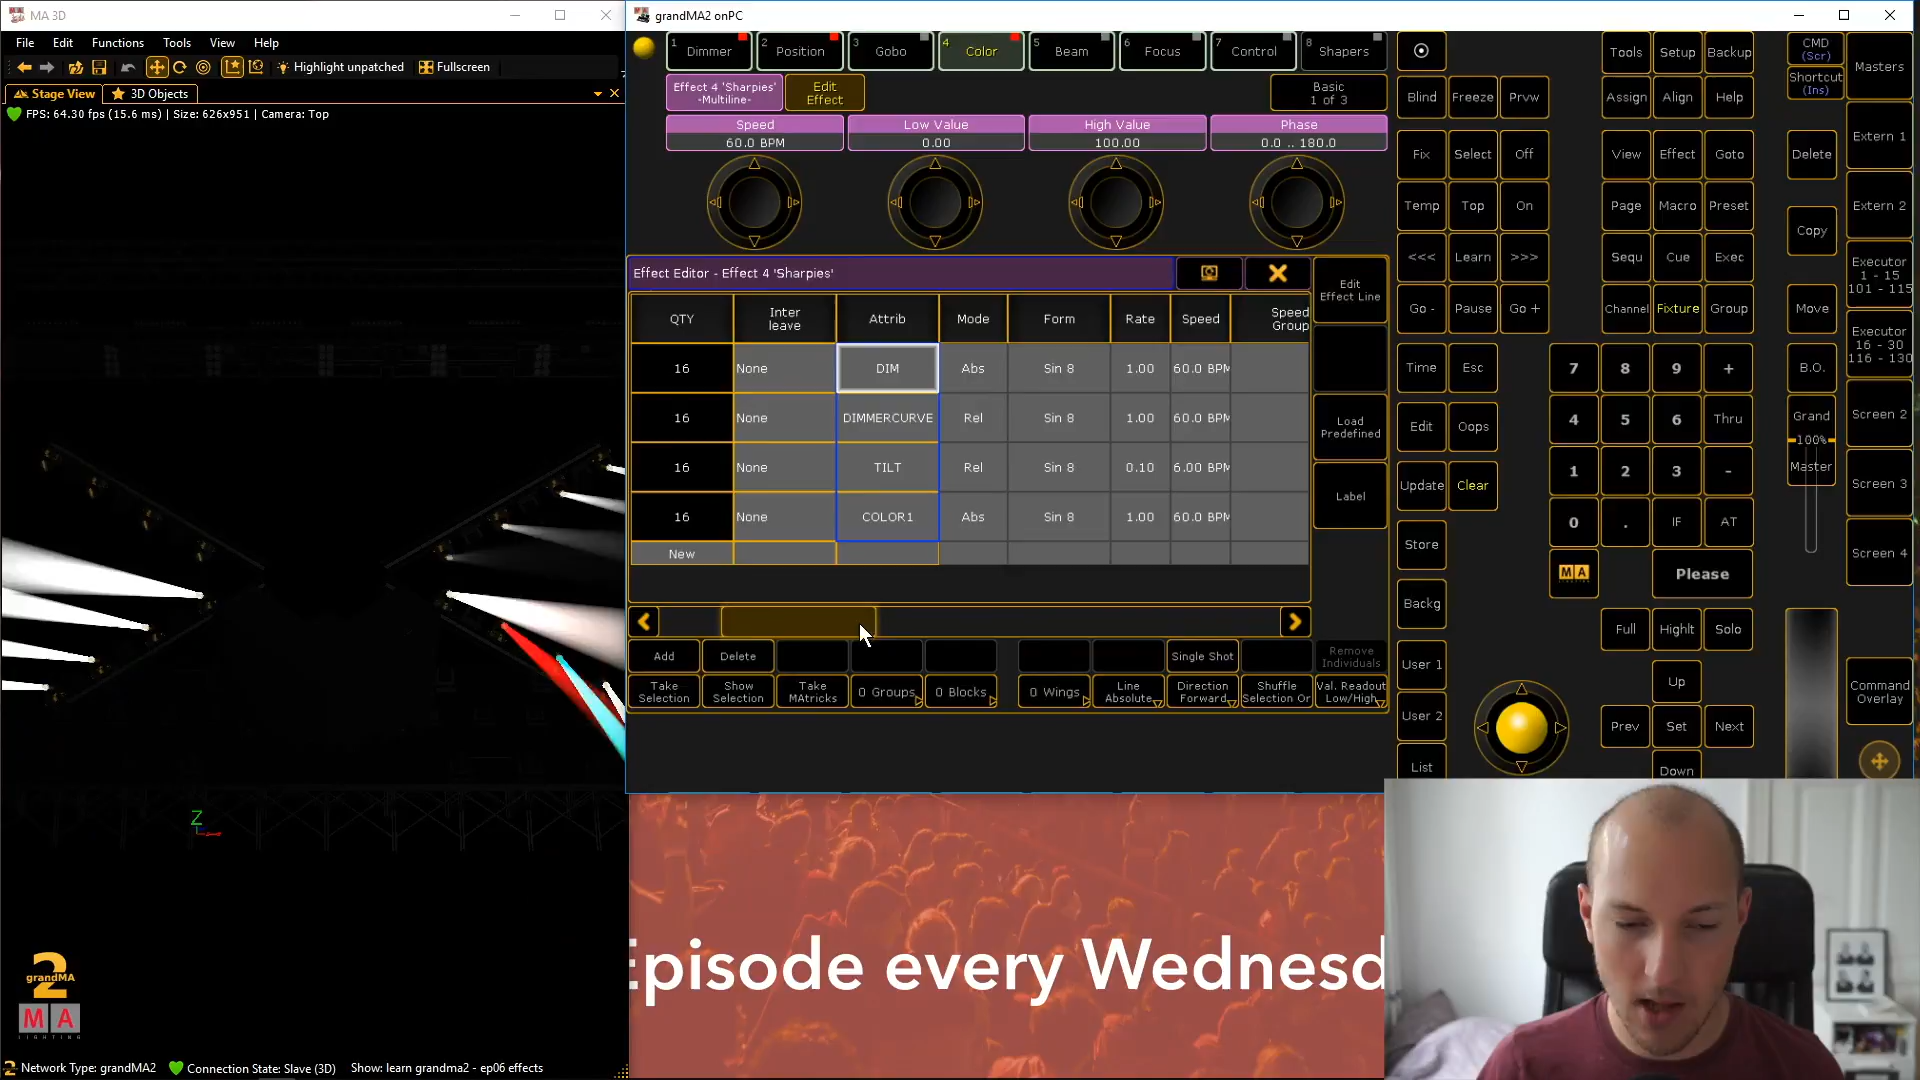 MA 3D
File Edit Functions Tools View Help
Highlight unpatched Fullscreen
Stage View 3D Objects
FPS: 64.30 fps (15.6 ms) | Size: 626x951 | Camera: Top
Z
2
grandMA
MA
LIGHTING
Network Type: grandMA2 Connection State: Slave (3D) Show: learn grandma2 - ep06 effects
grandMA2 onPC
1 Dimmer 2 Position 3 Gobo 4 Color 5 Beam 6 Focus 7 Control 8 Shapers
Effect 4 'Sharpies'
-Multiline-
Edit
Effect
Basic
1 of 3
Speed Low Value High Value Phase
60.0 BPM 0.00 100.00 0.0 .. 180.0
Effect Editor - Effect 4 'Sharpies'
QTY Inter leave Attrib Mode Form Rate Speed Speed Group
16 None DIM Abs Sin 8 1.00 60.0 BPM
16 None DIMMERCURVE Rel Sin 8 1.00 60.0 BPM
16 None TILT Rel Sin 8 0.10 6.00 BPM
16 None COLOR1 Abs Sin 8 1.00 60.0 BPM
New
Edit
Effect Line
Load
Predefined
Label
Add Delete Single Shot Remove Individuals
Take Selection Show Selection Take MAtricks 0 Groups 0 Blocks 0 Wings Line Absolute Direction Forward Shuffle Selection Or Val. Readout Low/High
Tools Setup Backup
CMD
(Scr)
Shortcut
(Ins)
Masters
Blind Freeze Prvw Assign Align Help
Extern 1
Fix Select Off View Effect Goto Delete
Temp Top On Page Macro Preset Extern 2
Copy
<<< Learn >>> Sequ Cue Exec
Executor
1 - 15
101 - 115
Go - Pause Go + Channel Fixture Group Move
Executor
16 - 30
116 - 130
Time Esc 7 8 9 + B.O.
Edit Oops 4 5 6 Thru
Grand
100%
Master
Screen 2
Update Clear 1 2 3 - Screen 3
0 . IF AT
Store Screen 4
MA Please
Backg
Full Highlt Solo
User 1 Up
Command
Overlay
User 2 Prev Set Next
List Down
Episode every Wednesd